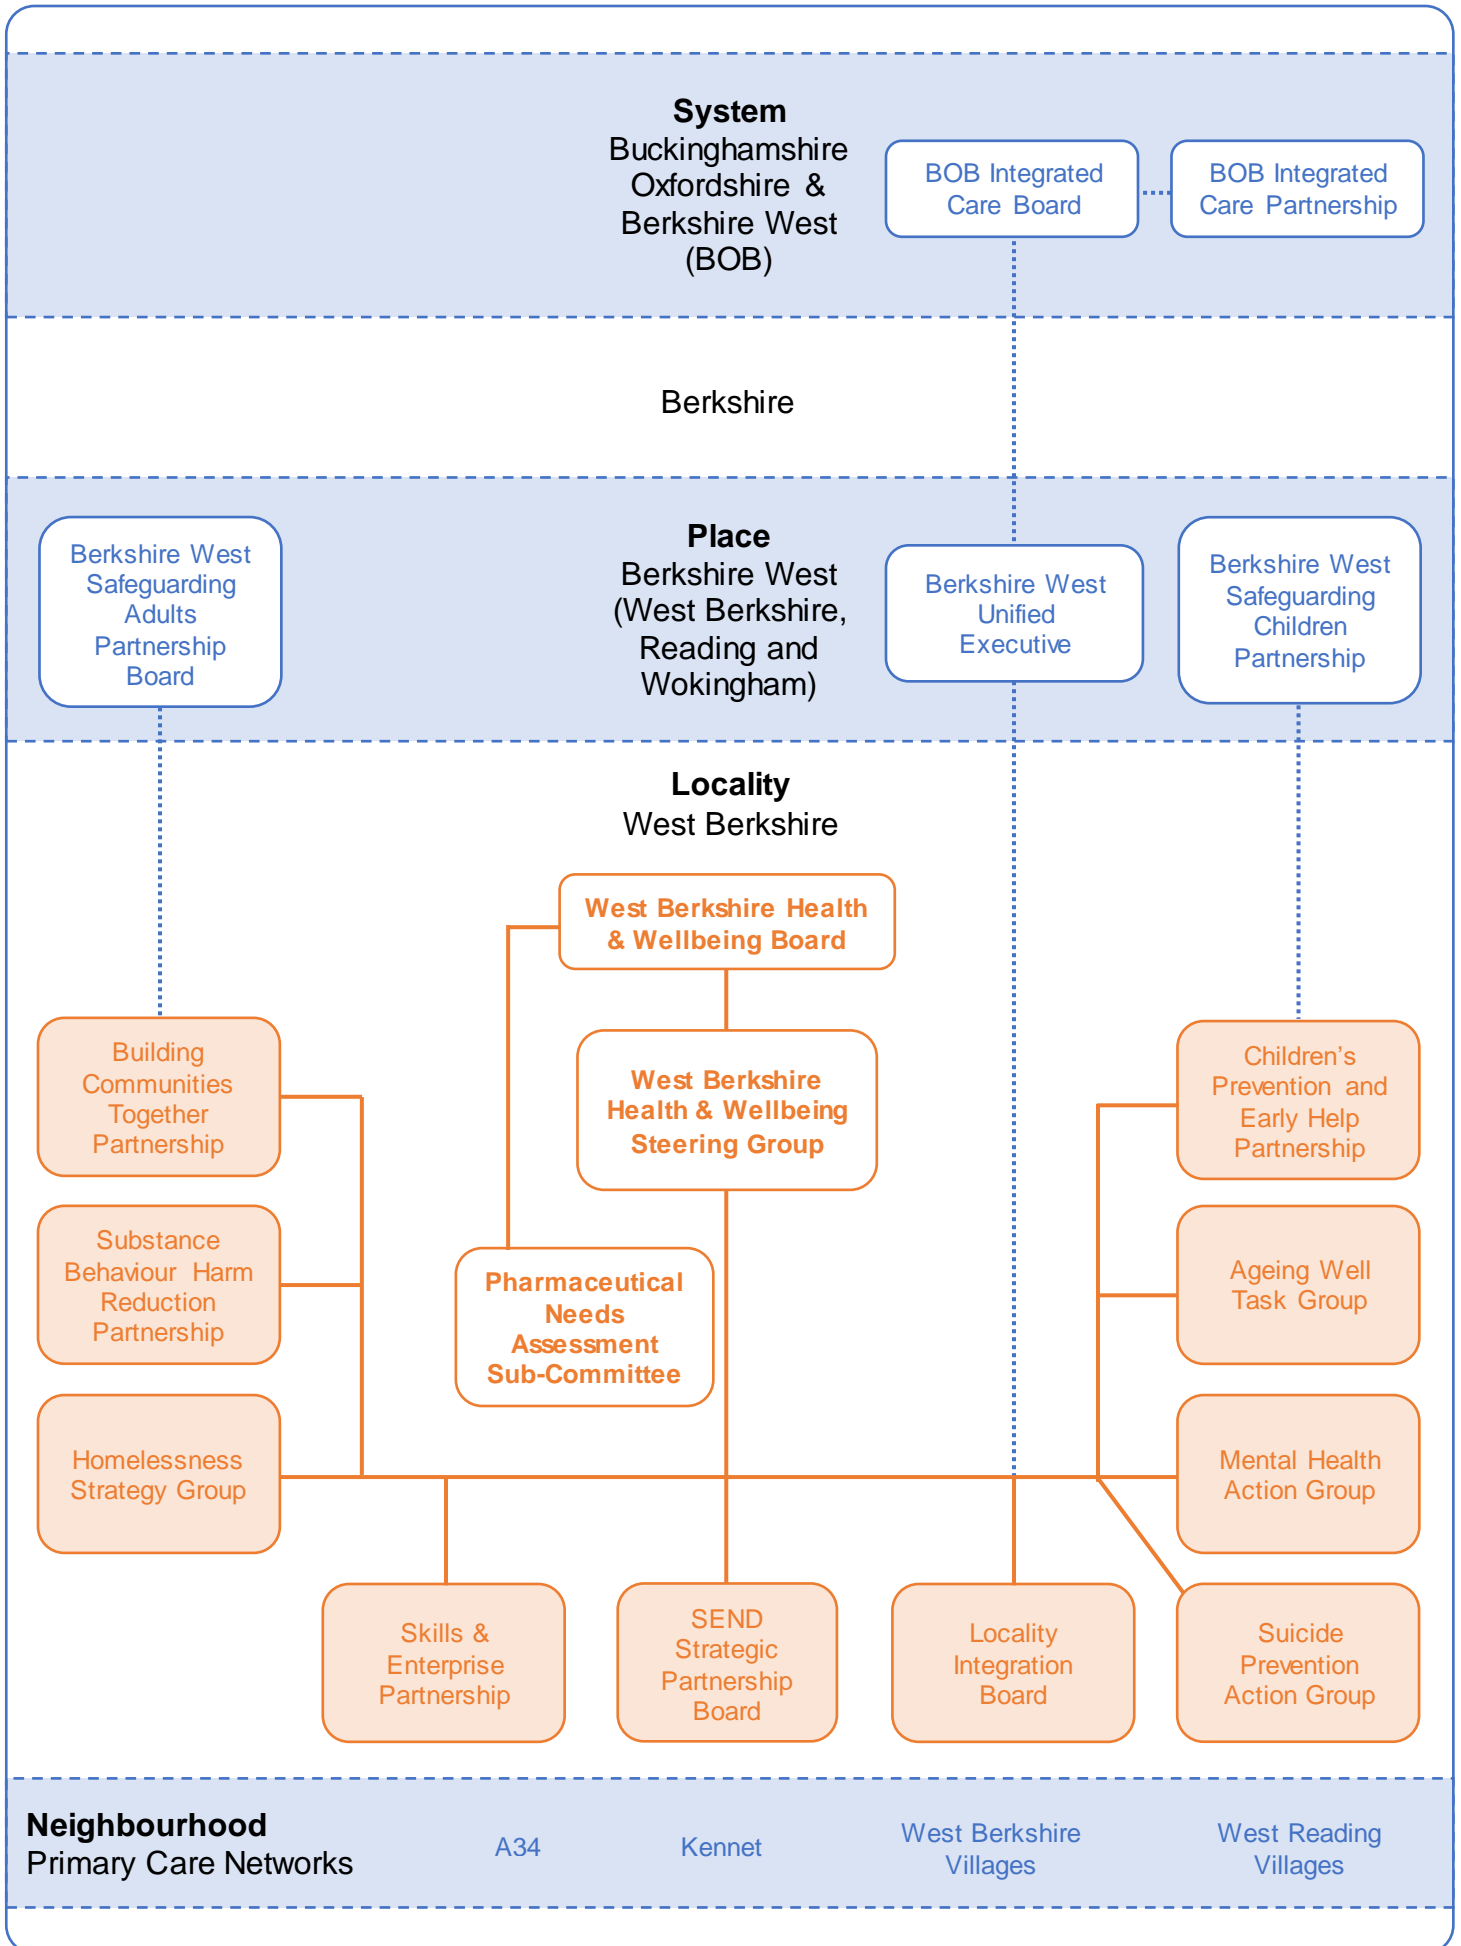 System
Buckinghamshire
Oxfordshire &
Berkshire West
(BOB)
BOB Integrated
Care Board
BOB Integrated
Care Partnership
Berkshire
Berkshire West
Safeguarding
Adults
Partnership
Board
Place
Berkshire West
(West Berkshire,
Reading and
Wokingham)
Berkshire West
Unified
Executive
Berkshire West
Safeguarding
Children
Partnership
Locality
West Berkshire
West Berkshire Health
& Wellbeing Board
Building
Communities
Together
Partnership
West Berkshire
Health & Wellbeing
Steering Group
Children's
Prevention and
Early Help
Partnership
Substance
Behaviour Harm
Reduction
Partnership
Pharmaceutical
Needs
Assessment
Sub-Committee
Ageing Well
Task Group
Homelessness
Strategy Group
Mental Health
Action Group
Skills &
Enterprise
Partnership
SEND
Strategic
Partnership
Board
Locality
Integration
Board
Suicide
Prevention
Action Group
Neighbourhood
Primary Care Networks
A34
Kennet
West Berkshire
Villages
West Reading
Villages